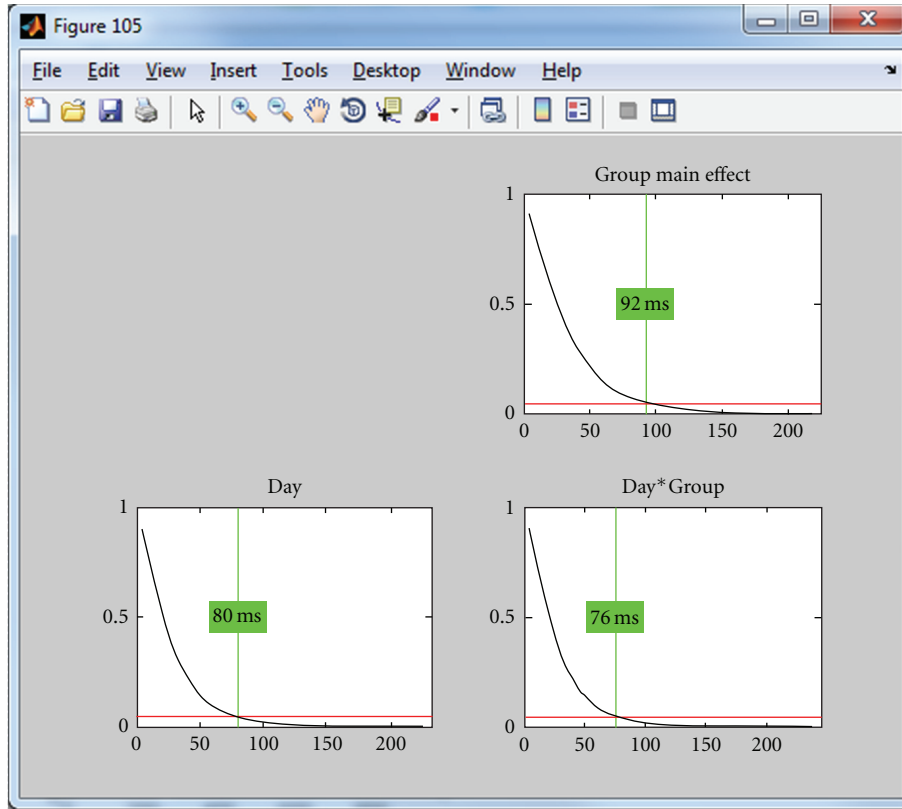 Figure 105
File Edit View Insert Tools Desktop Window Help
Group main effect
1
0.5
0
92 ms
0 50 100 150 200
Day
1
0.5
0
80 ms
0 50 100 150 200
Day*Group
1
0.5
0
76 ms
0 50 100 150 200